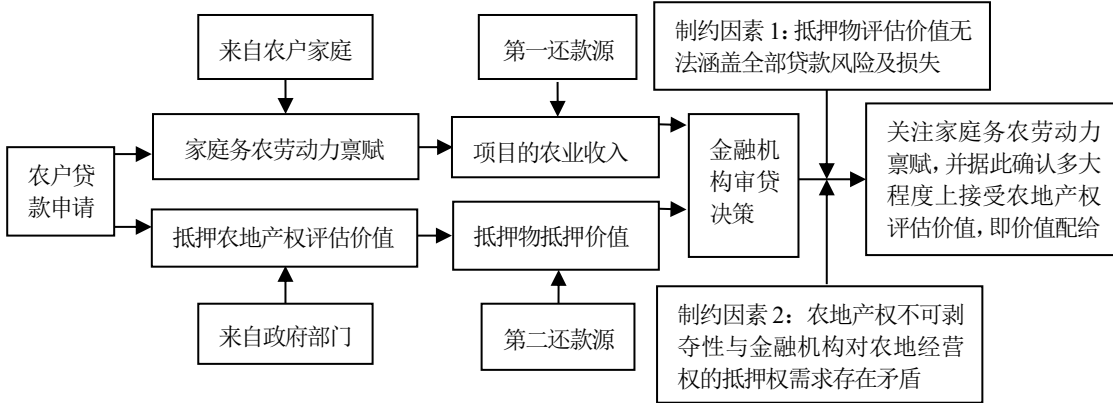 来自农户家庭
第一还款源
制约因素 1：抵押物评估价值无
法涵盖全部贷款风险及损失
农户贷
款申请
家庭务农劳动力禀赋
项目的农业收入
金融机
构审贷
决策
关注家庭务农劳动力
禀赋，并据此确认多大
程度上接受农地产权
评估价值，即价值配给
抵押农地产权评估价值
抵押物抵押价值
来自政府部门
第二还款源
制约因素 2：农地产权不可剥
夺性与金融机构对农地经营
权的抵押权需求存在矛盾